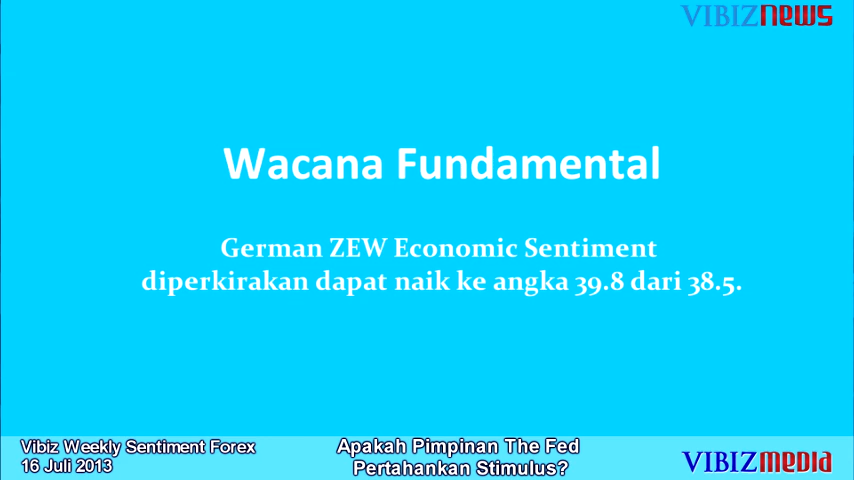 VIBIZnews
Wacana Fundamental
German ZEW Economic Sentiment
diperkirakan dapat naik ke angka 39.8 dari 38.5.
Vibiz Weekly Sentiment Forex
16 Juli 2013
Apakah Pimpinan The Fed
Pertahankan Stimulus?
VIBIZmedia